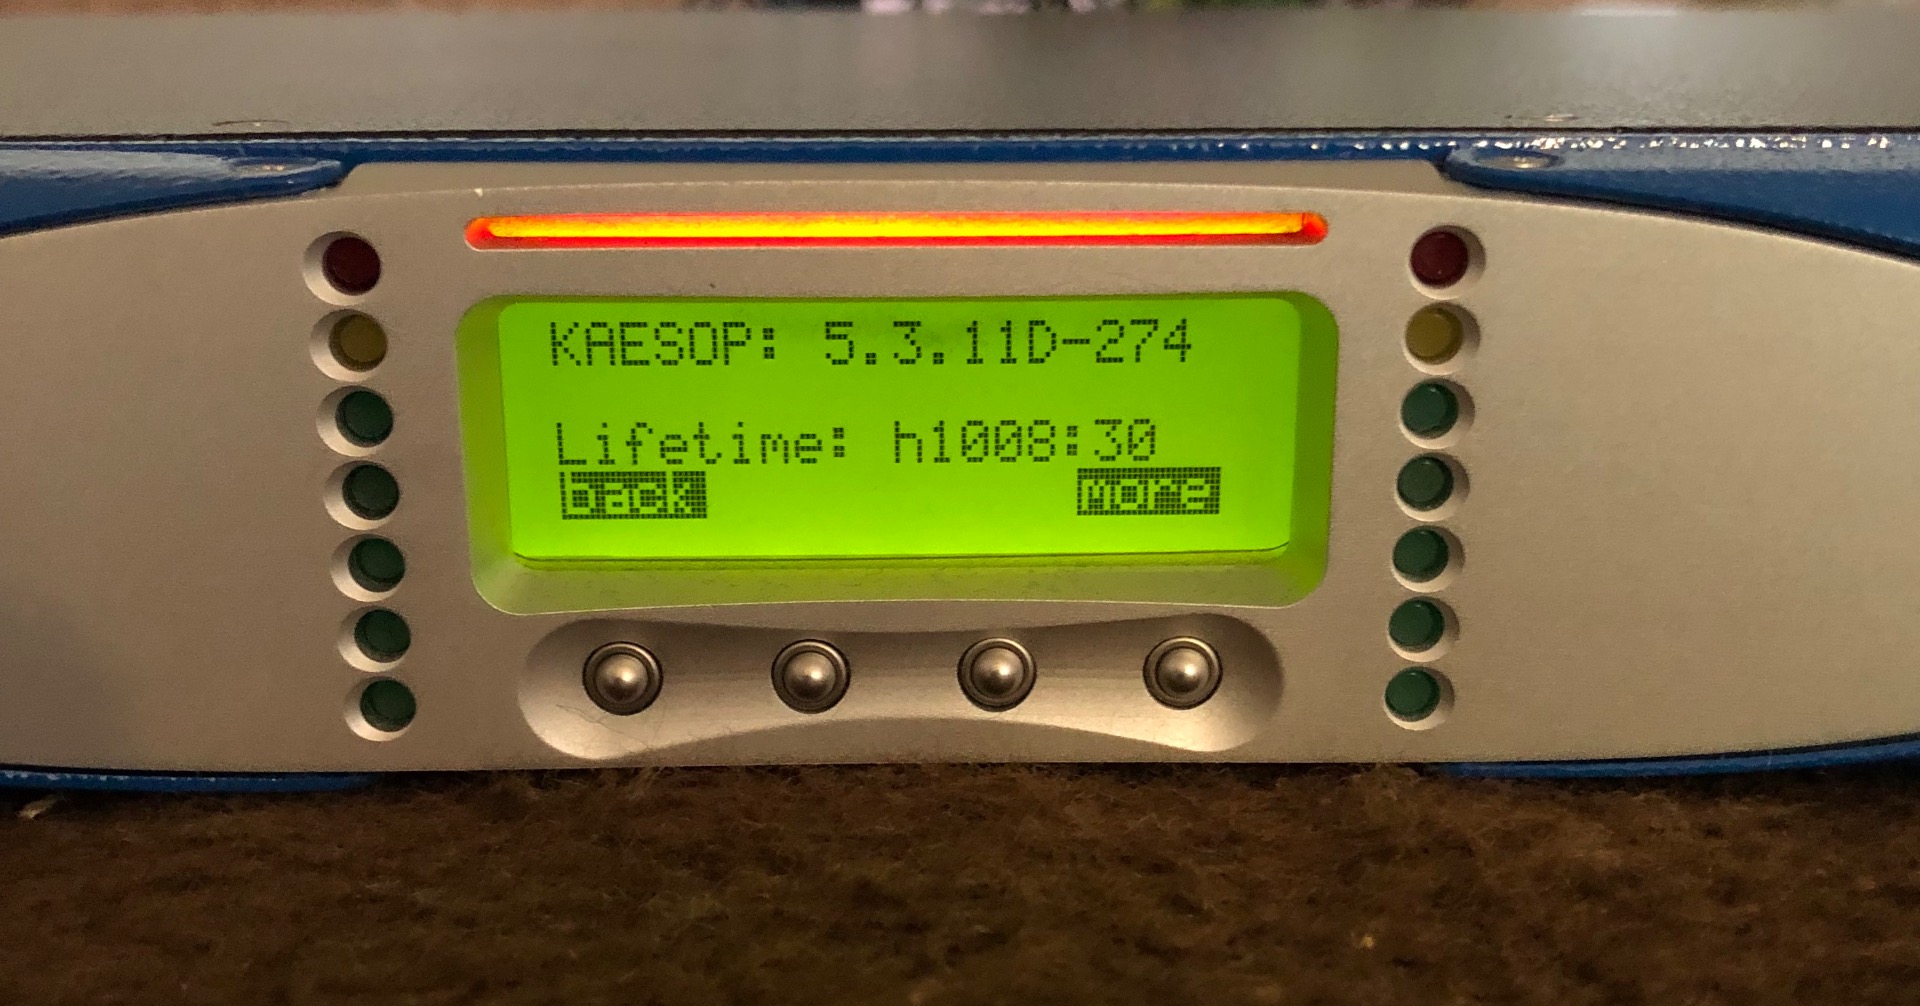 KAESOP: 5.3.11D-274
Lifetime: h1008:30
back More